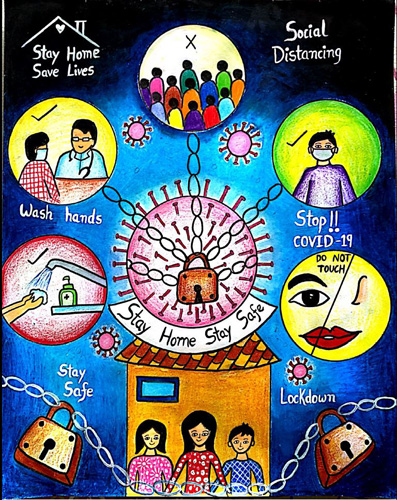 Stay Home
Save Lives
X
Social
Distancing
Wash hands
Stop!!
COVID-19
DO NOT
TOUCH
Stay Home Stay Safe
Stay
Safe
Lockdown